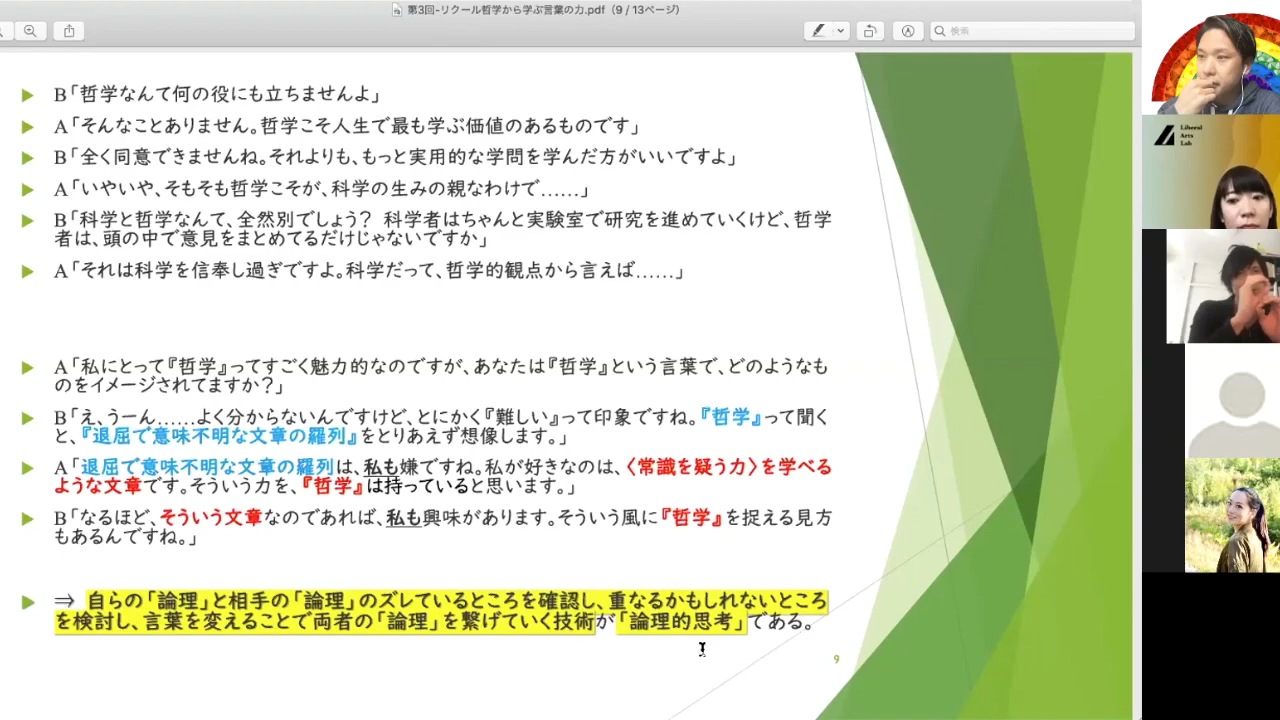 第3回-リクール哲学から学ぶ言葉の力.pdf (9 / 13ページ)
検索
B「哲学なんて何の役にも立ちませんよ」
A「そんなことありません。哲学こそ人生で最も学ぶ価値のあるものです」
B「全く同意できませんね。それよりも、もっと実用的な学問を学んだ方がいいですよ」
A「いやいや、そもそも哲学こそが、科学の生みの親なわけで……」
B「科学と哲学なんて、全然別でしょう? 科学者はちゃんと実験室で研究を進めていくけど、哲学
者は、頭の中で意見をまとめてるだけじゃないですか」
A「それは科学を信奉し過ぎですよ。科学だって、哲学的観点から言えば……」
A「私にとって『哲学』ってすごく魅力的なのですが、あなたは『哲学』という言葉で、どのようなも
のをイメージされてますか?」
B「え、うーん……よく分からないんですけど、とにかく『難しい』って印象ですね。『哲学』って聞く
と、『退屈で意味不明な文章の羅列』をとりあえず想像します。」
A「退屈で意味不明な文章の羅列は、私も嫌ですね。私が好きなのは、〈常識を疑う力〉を学べる
ような文章です。そういう力を、『哲学』は持っていると思います。」
B「なるほど、そういう文章なのであれば、私も興味があります。そういう風に『哲学』を捉える見方
もあるんですね。」
⇒ 自らの「論理」と相手の「論理」のズレているところを確認し、重なるかもしれないところ
を検討し、言葉を変えることで両者の「論理」を繋げていく技術が「論理的思考」である。
9
Liberal
Arts
Lab